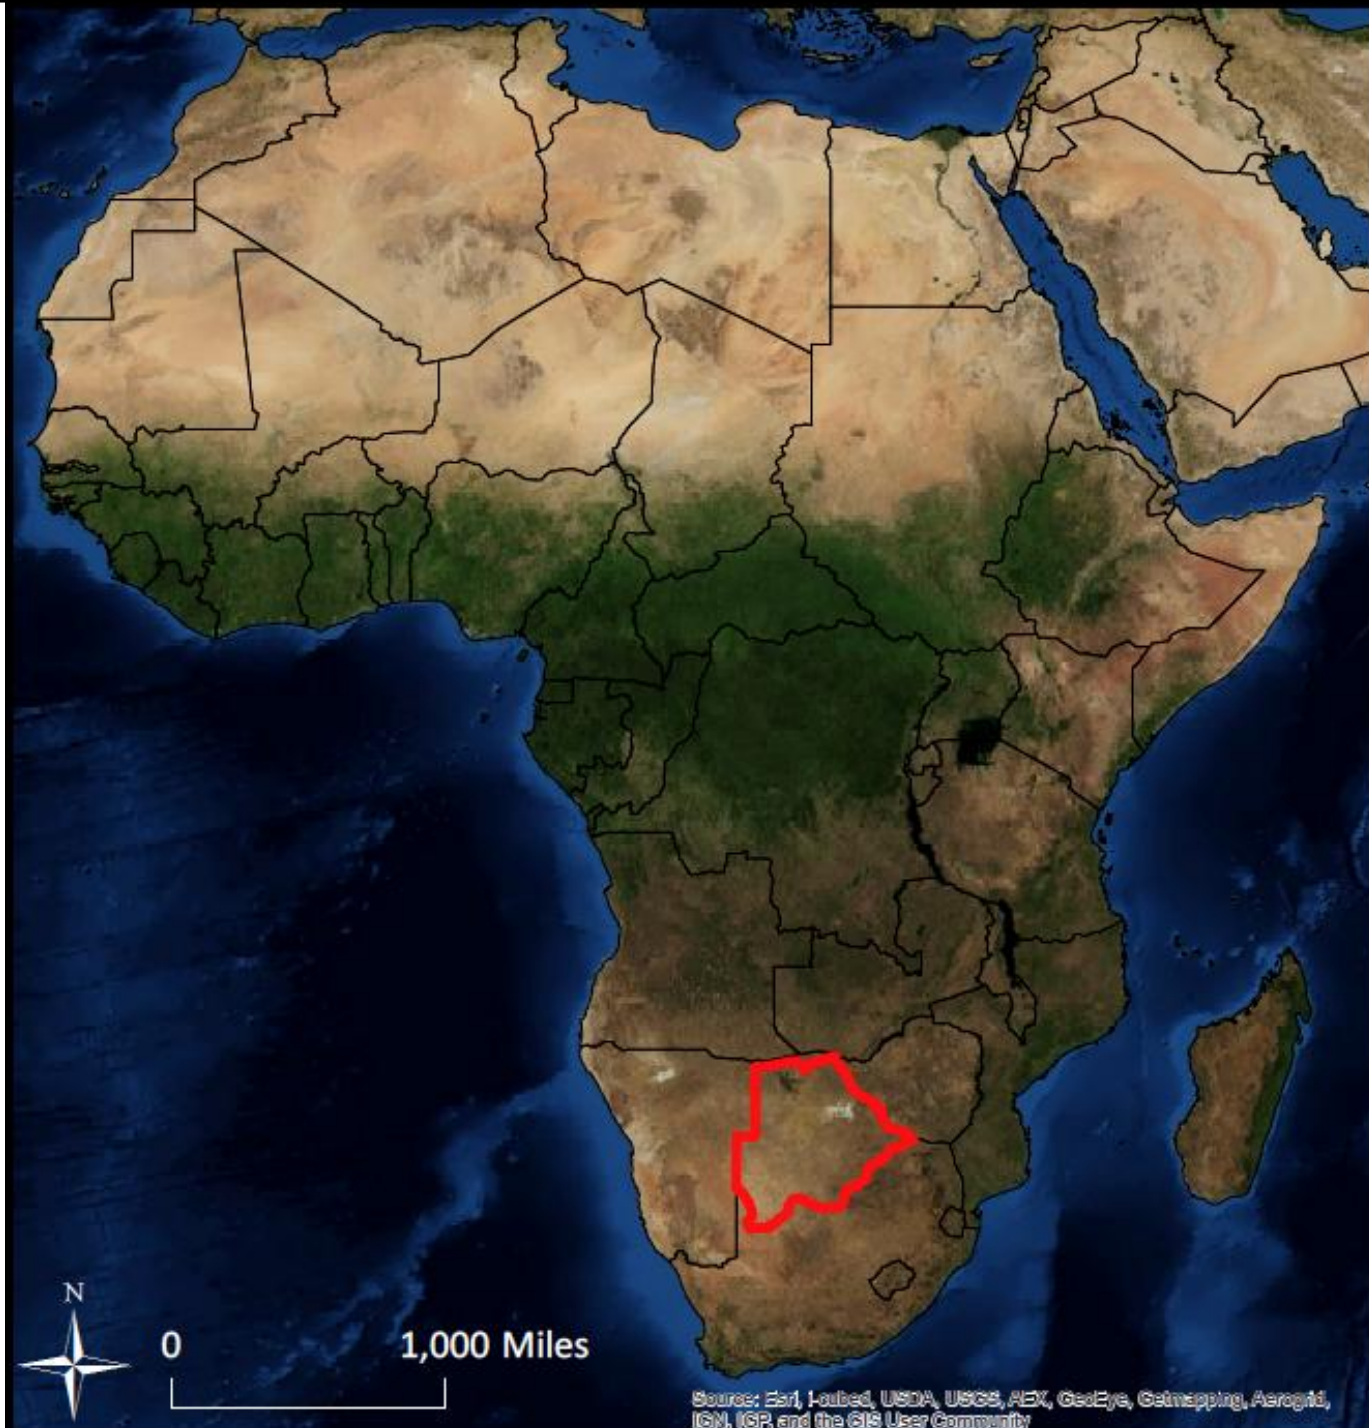 N
0 1,000 Miles
Source: Esri, i-cubed, USDA, USGS, AEX, GeoEye, Getmapping, Aerogrid,
IGN, IGP, and the GIS User Community